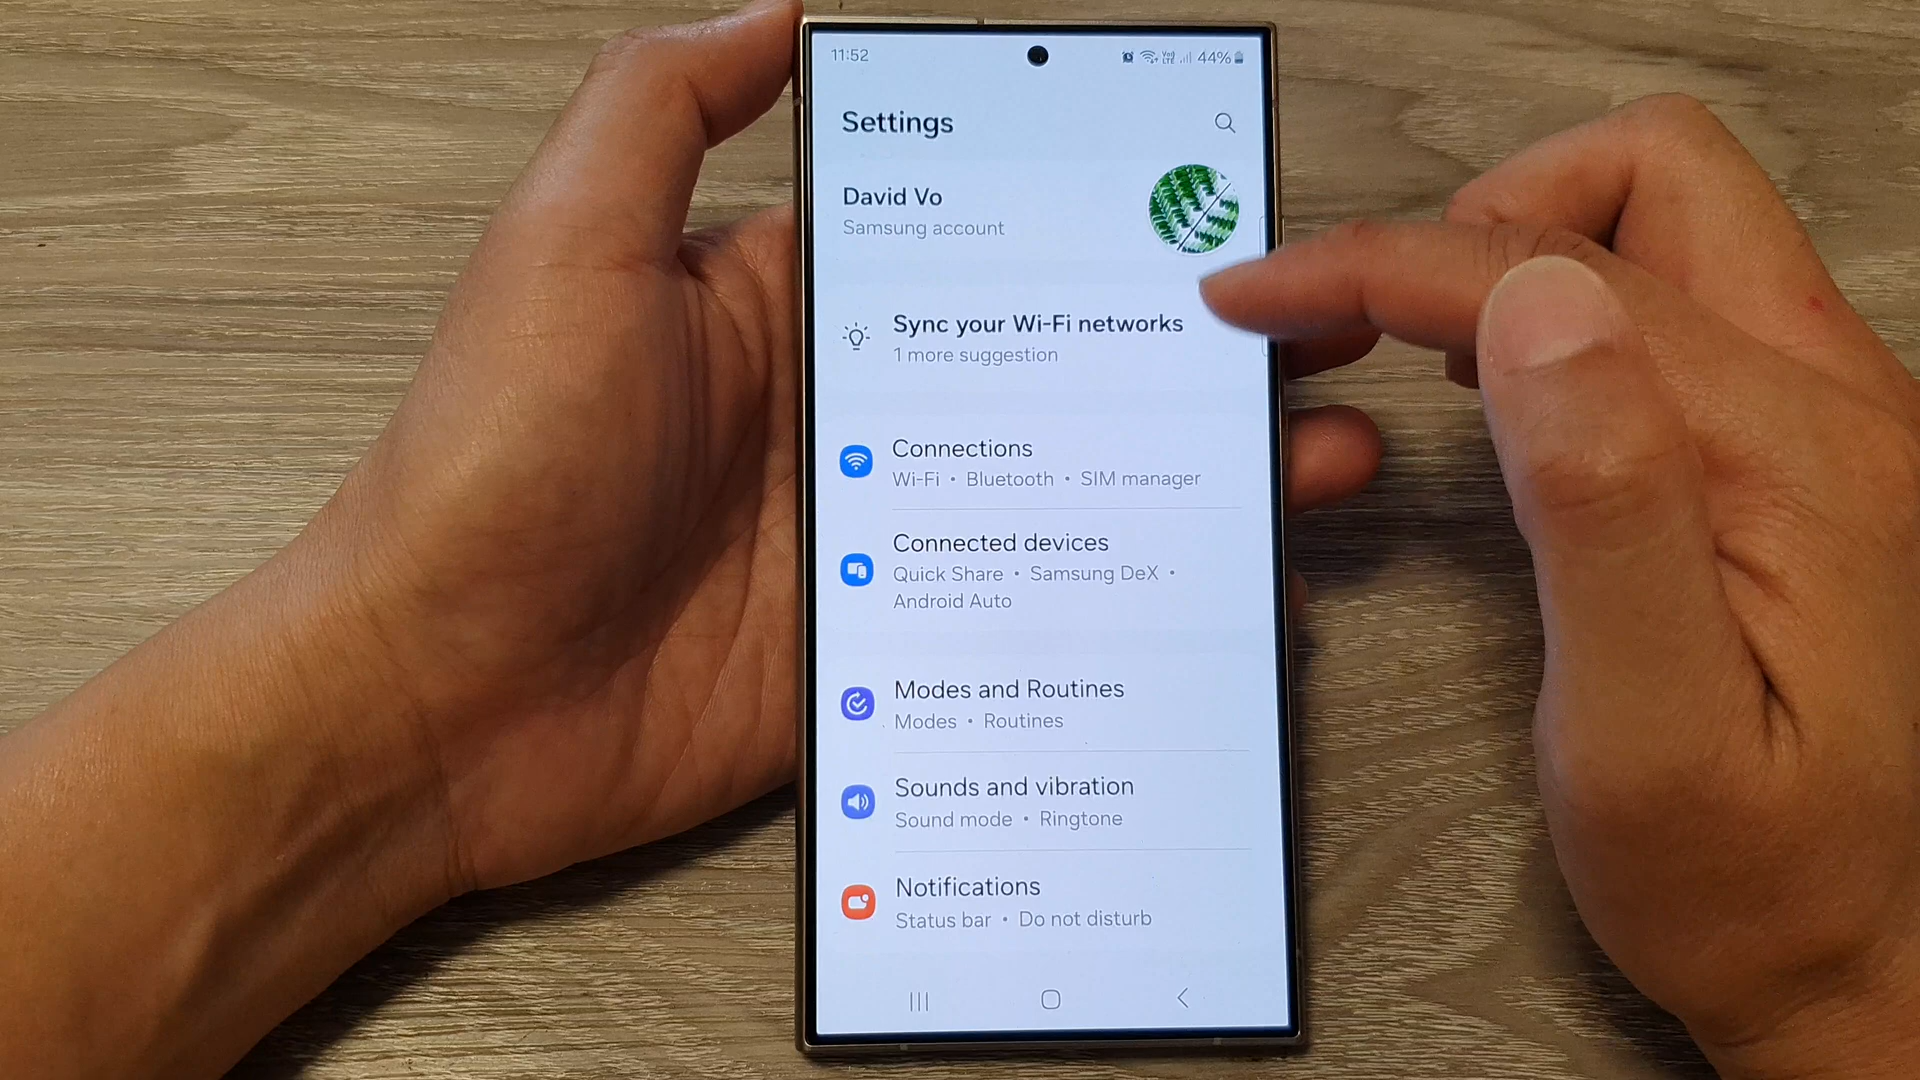 11:52
Vo) LTE 44%
Settings
David Vo
Samsung account
Sync your Wi-Fi networks
1 more suggestion
Connections
Wi-Fi • Bluetooth • SIM manager
Connected devices
Quick Share • Samsung DeX •
Android Auto
Modes and Routines
Modes • Routines
Sounds and vibration
Sound mode • Ringtone
Notifications
Status bar • Do not disturb